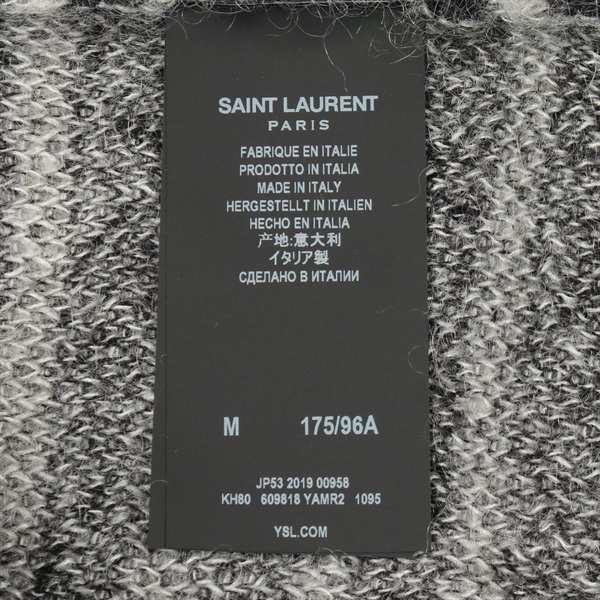 SAINT LAURENT
PARIS
FABRIQUE EN ITALIE
PRODOTTO IN ITALIA
MADE IN ITALY
HERGESTELLT IN ITALIEN
HECHO EN ITALIA
产地:意大利
イタリア製
СДЕЛАНО В ИТАЛИИ
M 175/96A
JP53 2019 00958
KH80 609818 YAMR2 1095
YSL.COM